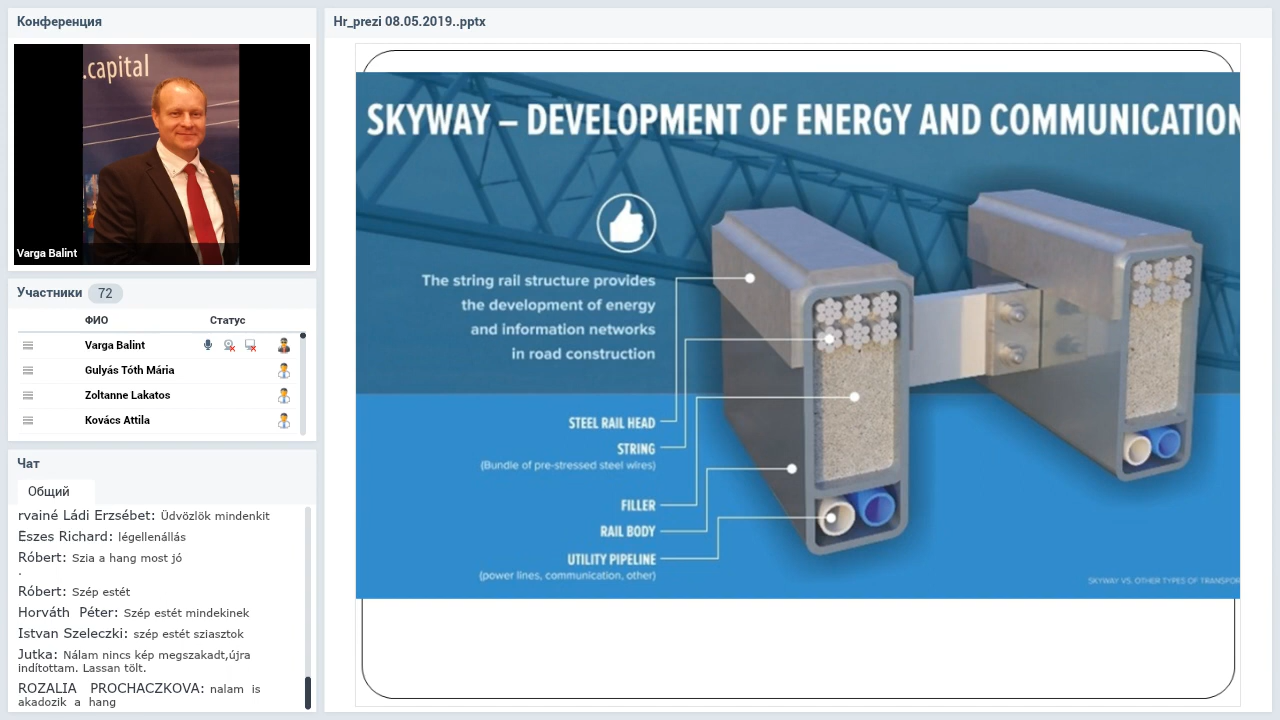 Конференция
.capital
Varga Balint
Участники 72
ФИО Статус
Varga Balint
Gulyás Tóth Mária
Zoltanne Lakatos
Kovács Attila
Чат
Общий
rvainé Ládi Erzsébet: Üdvözlök mindenkit
Eszes Richard: légellenállás
Róbert: Szia a hang most jó
.
Róbert: Szép estét
Horváth Péter: Szép estét mindekinek
Istvan Szeleczki: szép estét sziasztok
Jutka: Nálam nincs kép megszakadt,újra
indítottam. Lassan tölt.
ROZALIA PROCHACZKOVA: nalam is
akadozik a hang
Hr_prezi 08.05.2019..pptx
SKYWAY – DEVELOPMENT OF ENERGY AND COMMUNICATION
The string rail structure provides
the development of energy
and information networks
in road construction
STEEL RAIL HEAD
STRING
(Bundle of pre-stressed steel wires)
FILLER
RAIL BODY
UTILITY PIPELINE
(power lines, communication, other)
SKYWAY VS. OTHER TYPES OF TRANSPOR